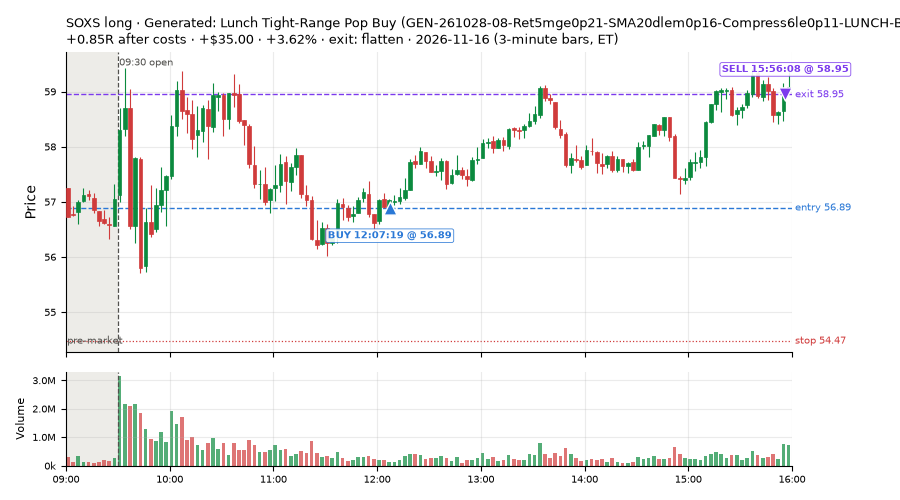 SOXS long · Generated: Lunch Tight-Range Pop Buy (GEN-261028-08-Ret5mge0p21-SMA20dlem0p16-Compress6le0p11-LUNCH-E
+0.85R after costs · +$35.00 · +3.62% · exit: flatten · 2026-11-16 (3-minute bars, ET)
09:30 open
SELL 15:56:08 @ 58.95
59
exit 58.95
58
Price
57
entry 56.89
BUY 12:07:19 @ 56.89
56
55
pre-market
stop 54.47
3.0M
2.0M
Volume
1.0M
0k
09:00 10:00 11:00 12:00 13:00 14:00 15:00 16:00